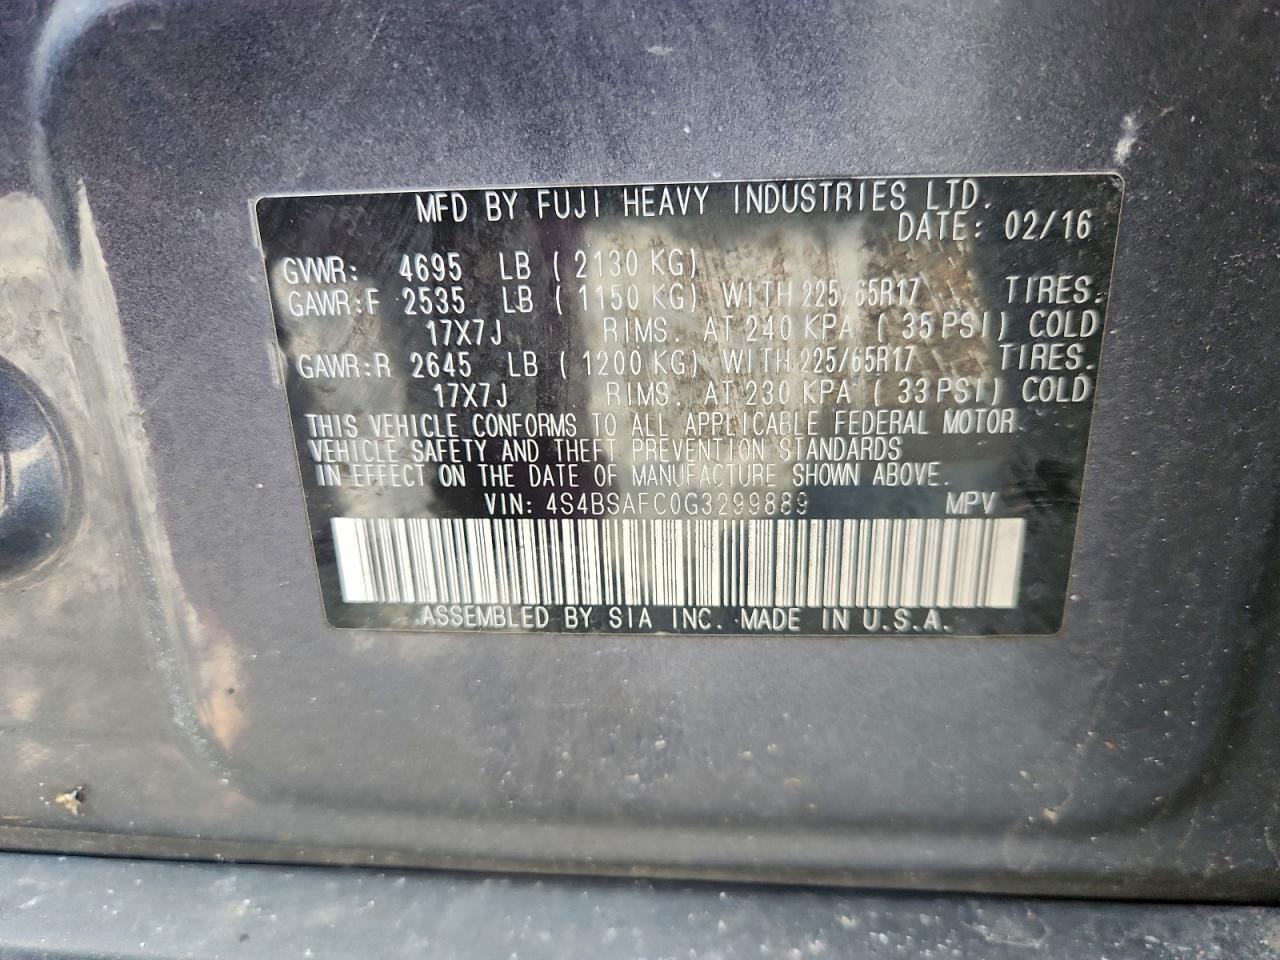 MFD BY FUJI HEAVY INDUSTRIES LTD.
DATE: 02/16
GVWR: 4695 LB ( 2130 KG)
GAWR:F 2535 LB ( 1150 KG) WITH 225/65R17 TIRES.
17X7J RIMS. AT 240 KPA ( 35 PSI) COLD
GAWR:R 2645 LB ( 1200 KG) WITH 225/65R17 TIRES.
17X7J RIMS. AT 230 KPA ( 33 PSI) COLD
THIS VEHICLE CONFORMS TO ALL APPLICABLE FEDERAL MOTOR
VEHICLE SAFETY AND THEFT PREVENTION STANDARDS
IN EFFECT ON THE DATE OF MANUFACTURE SHOWN ABOVE.
VIN: 4S4BSAFC0G3299889 MPV
ASSEMBLED BY SIA INC. MADE IN U.S.A.